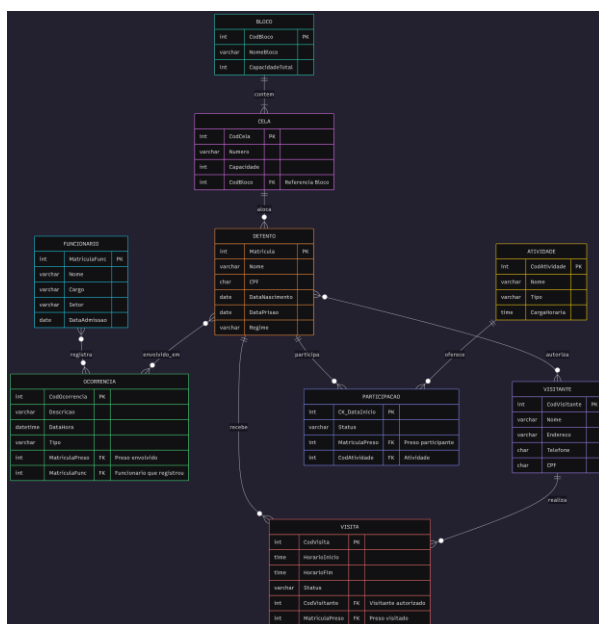 BLOCO
int CodBloco PK
varchar NomeBloco
int CapacidadeTotal
contem
CELA
int CodCela PK
varchar Numero
int Capacidade
int CodBloco FK Referencia Bloco
aloca
DETENTO
int Matricula PK
varchar Nome
char CPF
date DataNascimento
date DataPrisao
varchar Regime
FUNCIONARIO
int MatriculaFunc PK
varchar Nome
varchar Cargo
varchar Setor
date DataAdmissao
ATIVIDADE
int CodAtividade PK
varchar Nome
varchar Tipo
time CargaHoraria
registra
envolvido_em
participa
oferece
autoriza
OCORRENCIA
int CodOcorrencia PK
varchar Descricao
datetime DataHora
varchar Tipo
int MatriculaPreso FK Preso envolvido
int MatriculaFunc FK Funcionario que registrou
PARTICIPACAO
int CK_DataInicio PK
varchar Status
int MatriculaPreso FK Preso participante
int CodAtividade FK Atividade
VISITANTE
int CodVisitante PK
varchar Nome
varchar Endereco
char Telefone
char CPF
recebe
realiza
VISITA
int CodVisita PK
time HorarioInicio
time HorarioFim
varchar Status
int CodVisitante FK Visitante autorizado
int MatriculaPreso FK Preso visitado